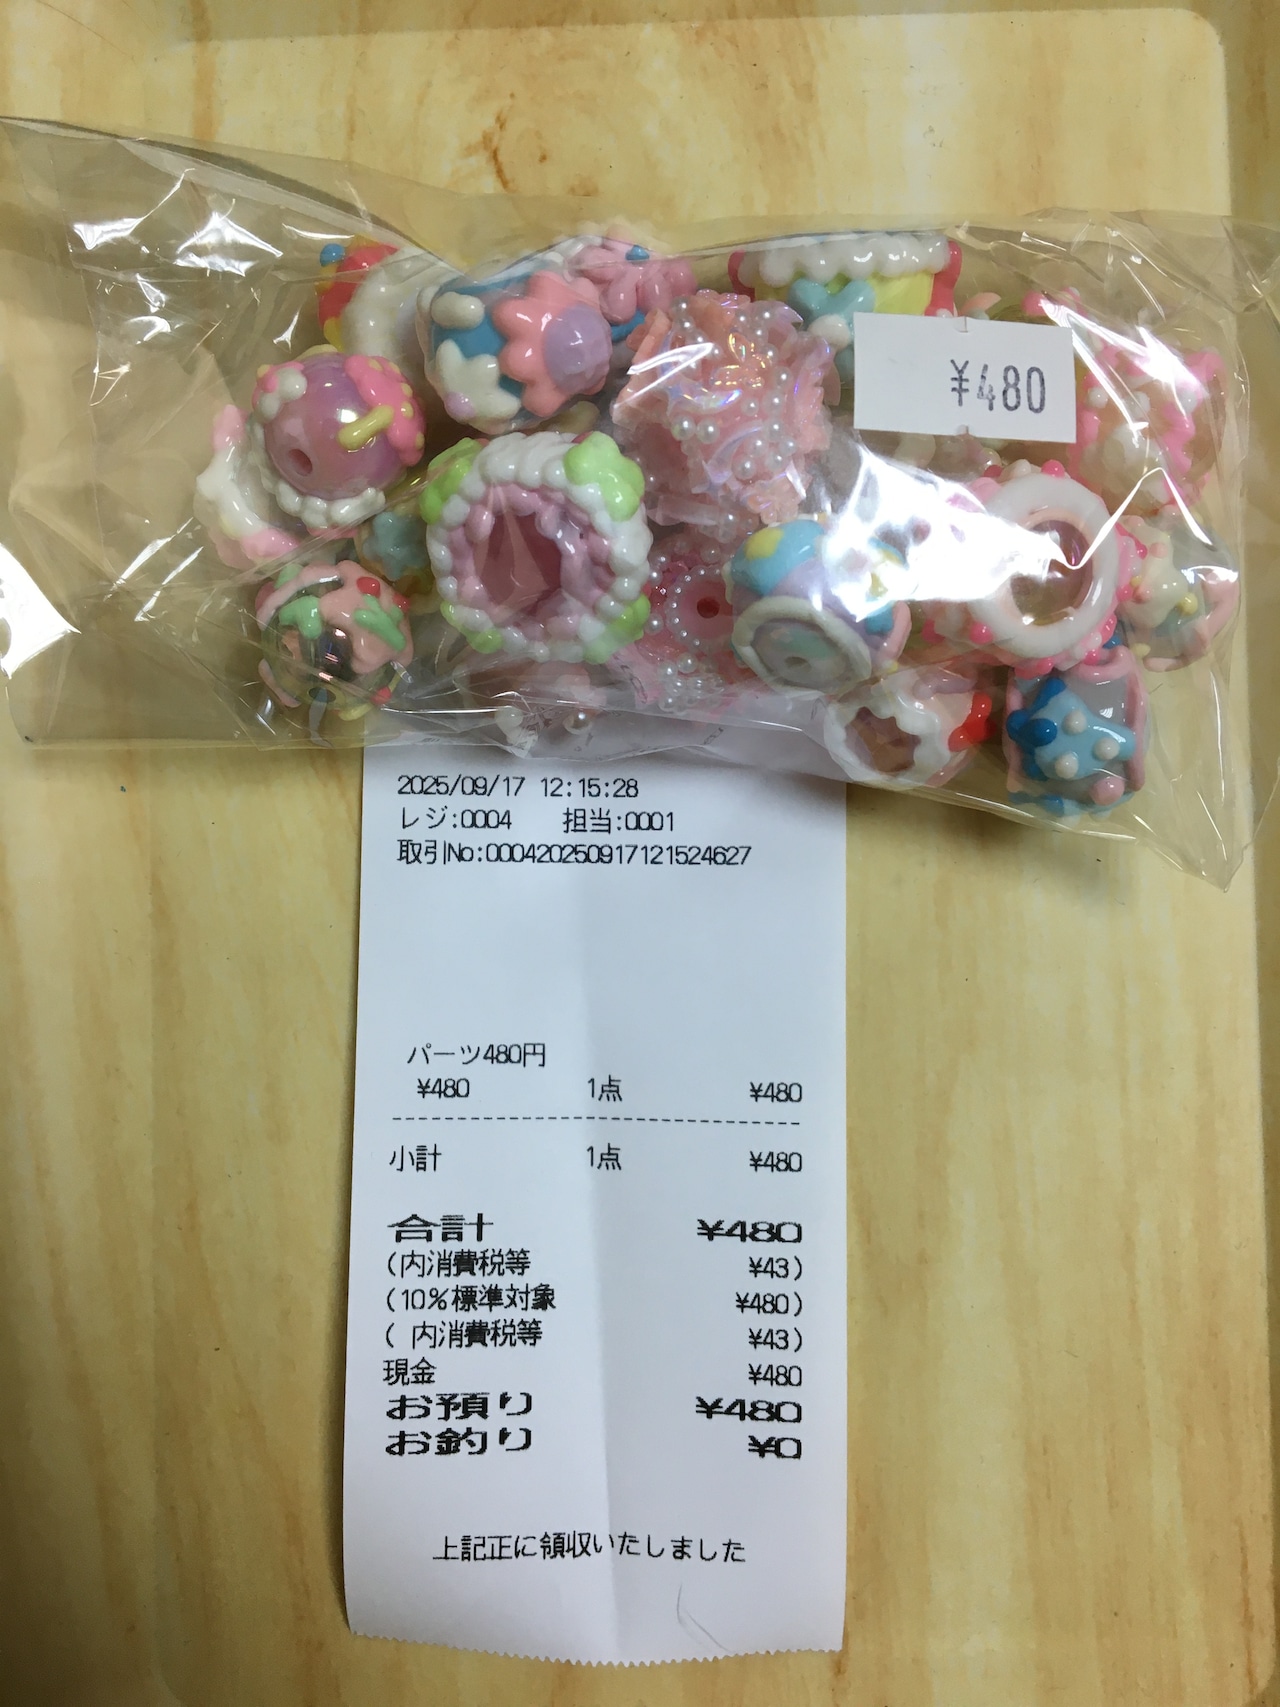 ¥480
2025/09/17 12:15:28
レジ:0004 担当:0001
取引No:00042025091712152​4627
パーツ480円
¥480 1点 ¥480
小計 1点 ¥480
合計 ¥480
(内消費税等 ¥43)
(10%標準対象 ¥480)
( 内消費税等 ¥43)
現金 ¥480
お預り ¥480
お釣り ¥0
上記正に領収いたしました